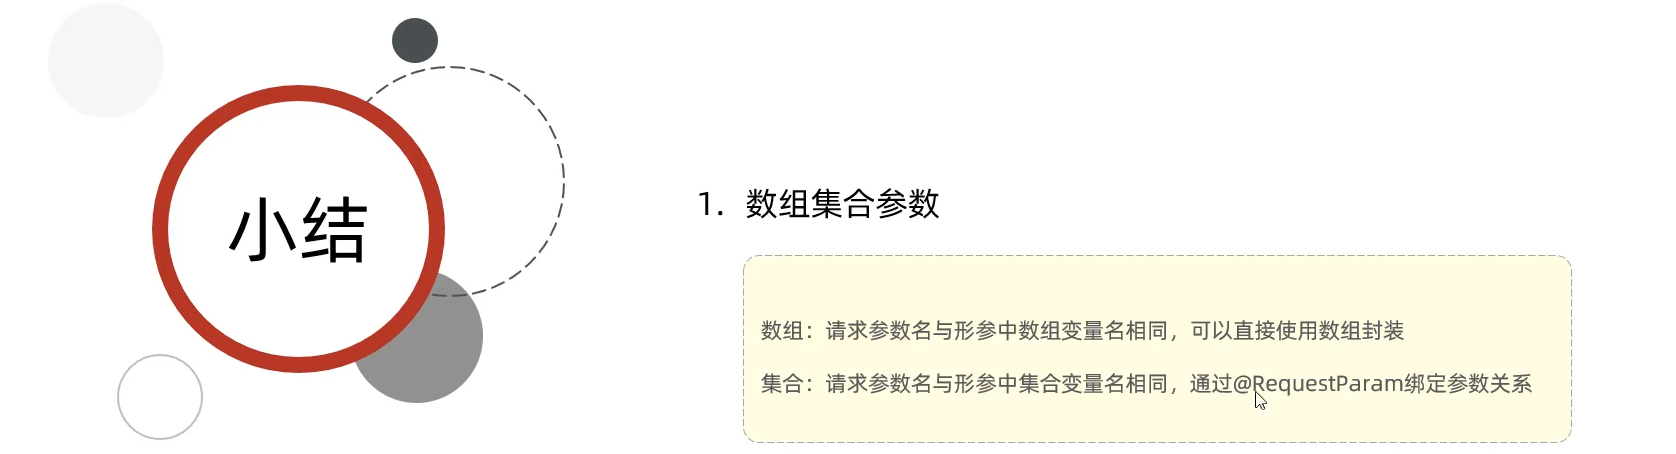 小结
1. 数组集合参数
数组：请求参数名与形参中数组变量名相同，可以直接使用数组封装
集合：请求参数名与形参中集合变量名相同，通过@RequestParam绑定参数关系